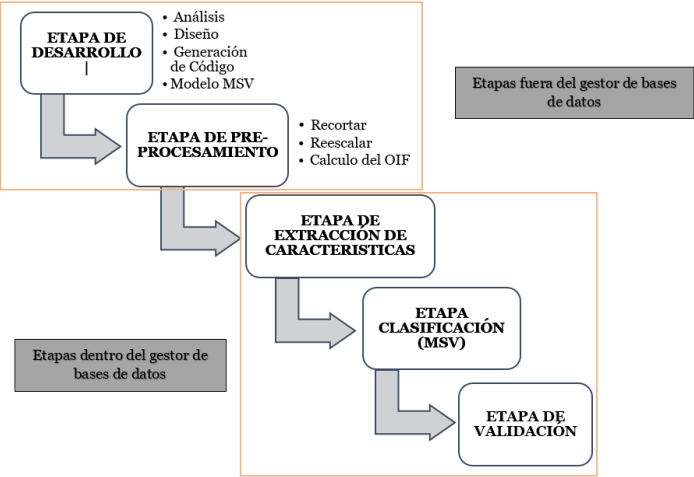 ETAPA DE
DESARROLLO
• Análisis
• Diseño
• Generación
de Código
• Modelo MSV
Etapas fuera del gestor de bases
de datos
ETAPA DE PRE-
PROCESAMIENTO
• Recortar
• Reescalar
• Calculo del OIF
ETAPA DE
EXTRACCIÓN DE
CARACTERISTICAS
ETAPA
CLASIFICACIÓN
(MSV)
Etapas dentro del gestor de
bases de datos
ETAPA DE
VALIDACIÓN